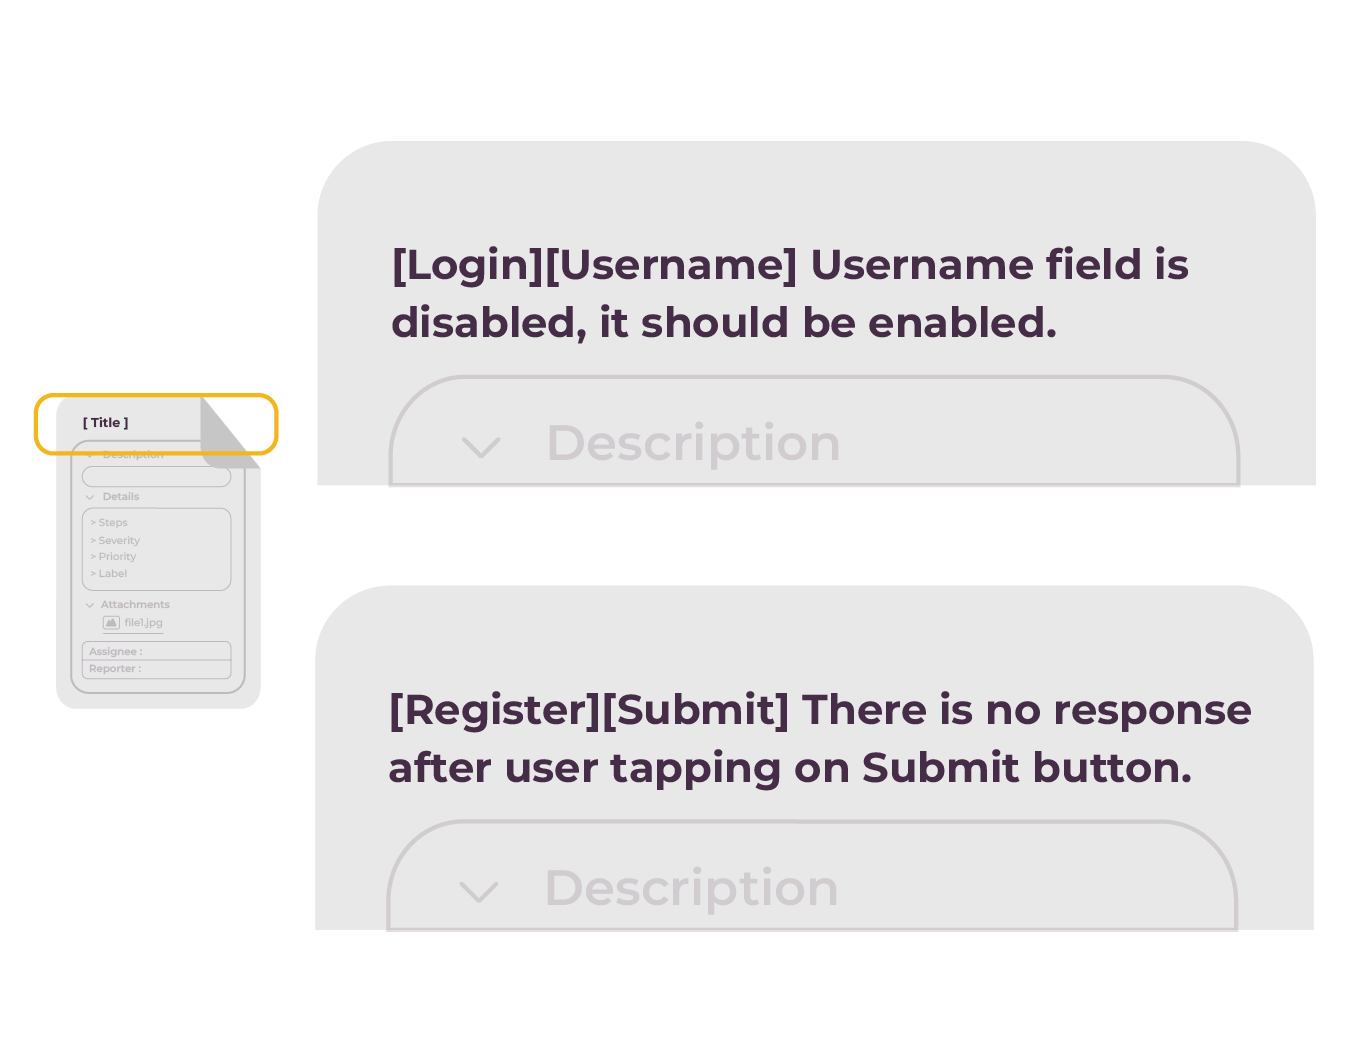 [ Title ]
Description
Details
> Steps
> Severity
> Priority
> Label
Attachments
file1.jpg
Assignee :
Reporter :
[Login][Username] Username field is
disabled, it should be enabled.
Description
[Register][Submit] There is no response
after user tapping on Submit button.
Description